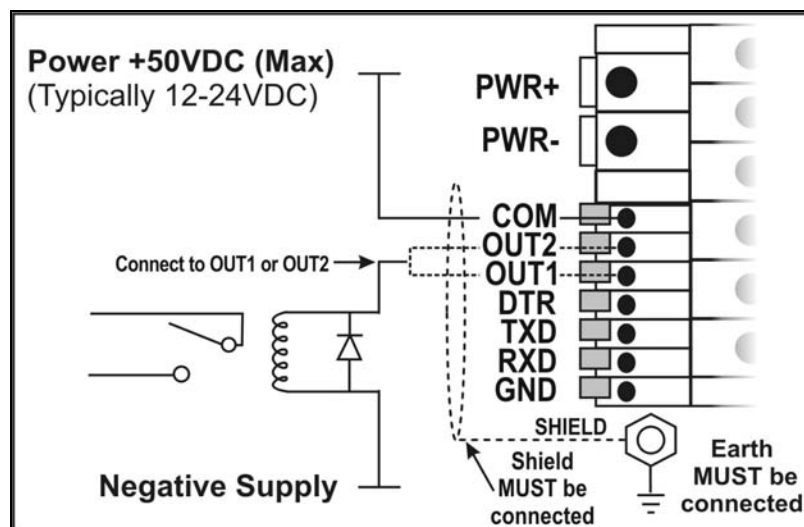 Power +50VDC (Max)
(Typically 12-24VDC)
PWR+
PWR-
COM
OUT2
Connect to OUT1 or OUT2
OUT1
DTR
TXD
RXD
GND
SHIELD
Shield
MUST be
connected
Earth
MUST be
connected
Negative Supply